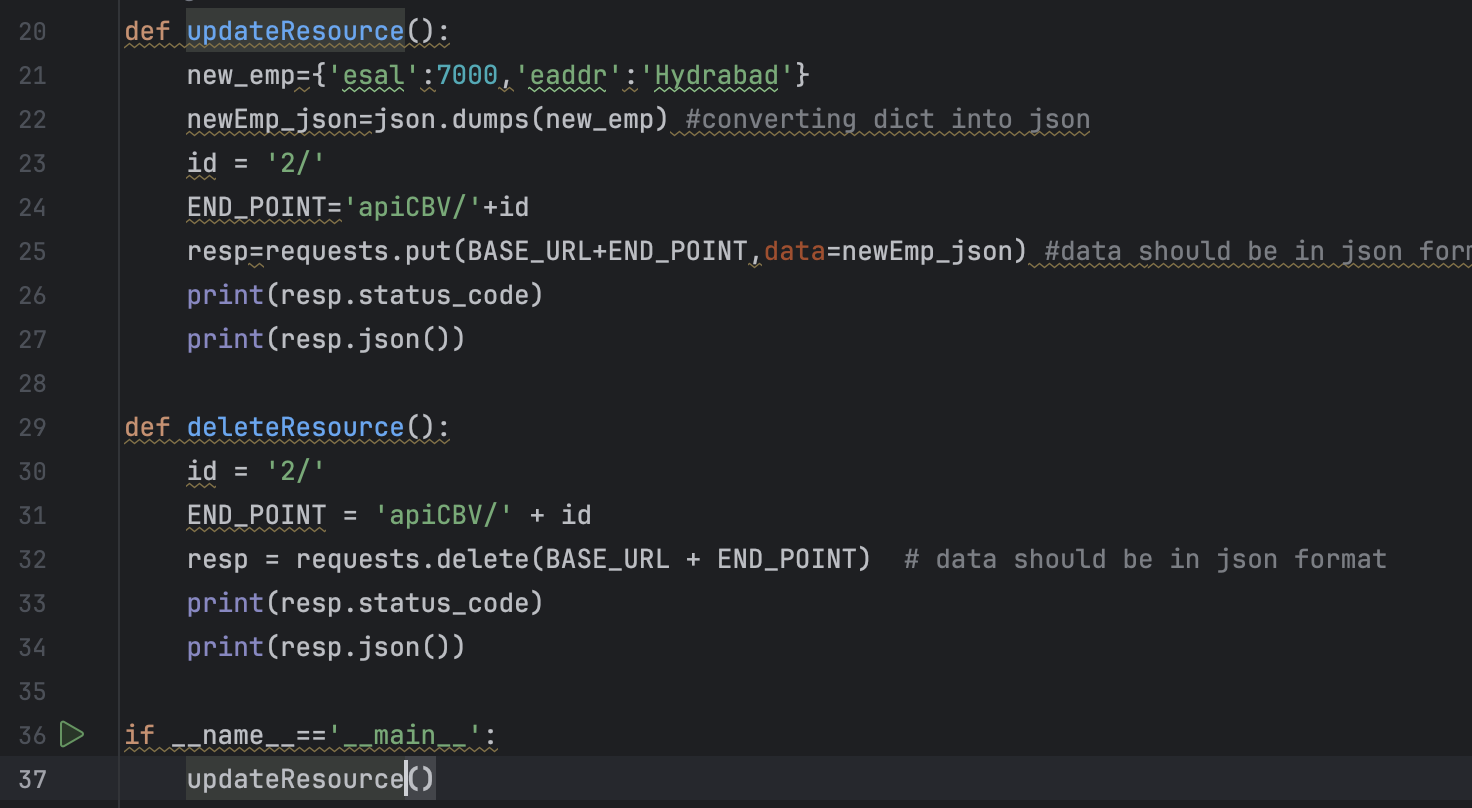 20 def updateResource():
21 new_emp={'esal':7000,'eaddr':'Hydrabad'}
22 newEmp_json=json.dumps(new_emp) #converting dict into json
23 id = '2/'
24 END_POINT='apiCBV/'+id
25 resp=requests.put(BASE_URL+END_POINT,data=newEmp_json) #data should be in json
26 print(resp.status_code)
27 print(resp.json())
28
29 def deleteResource():
30 id = '2/'
31 END_POINT = 'apiCBV/' + id
32 resp = requests.delete(BASE_URL + END_POINT)  # data should be in json format
33 print(resp.status_code)
34 print(resp.json())
35
36 if __name__=='__main__':
37 updateResource()